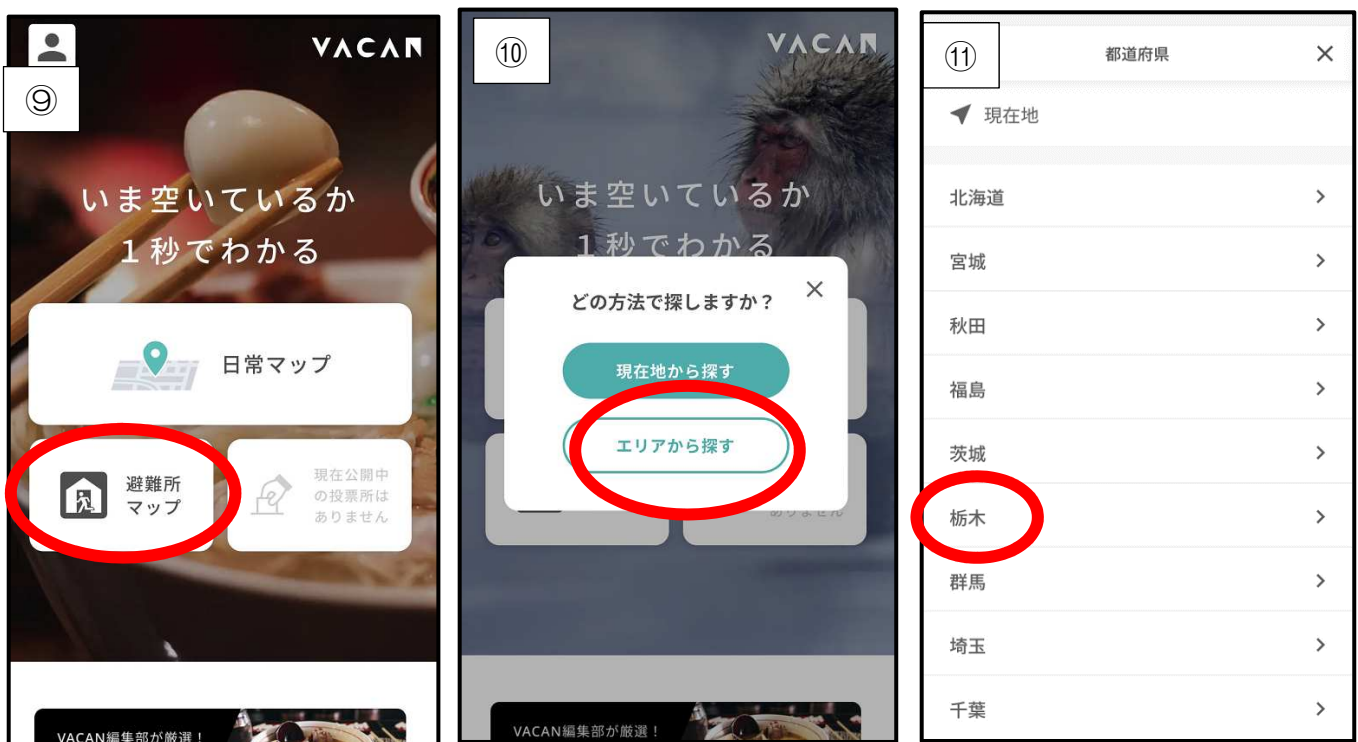 ⑨
VACAN
いま空いているか
１秒でわかる
日常マップ
避難所
マップ
現在公開中
の投票所は
ありません
VACAN編集部が厳選！
⑩
VACAN
いま空いているか
１秒でわかる
どの方法で探しますか？
現在地から探す
エリアから探す
ありません
VACAN編集部が厳選！
⑪
都道府県
現在地
北海道
宮城
秋田
福島
茨城
栃木
群馬
埼玉
千葉